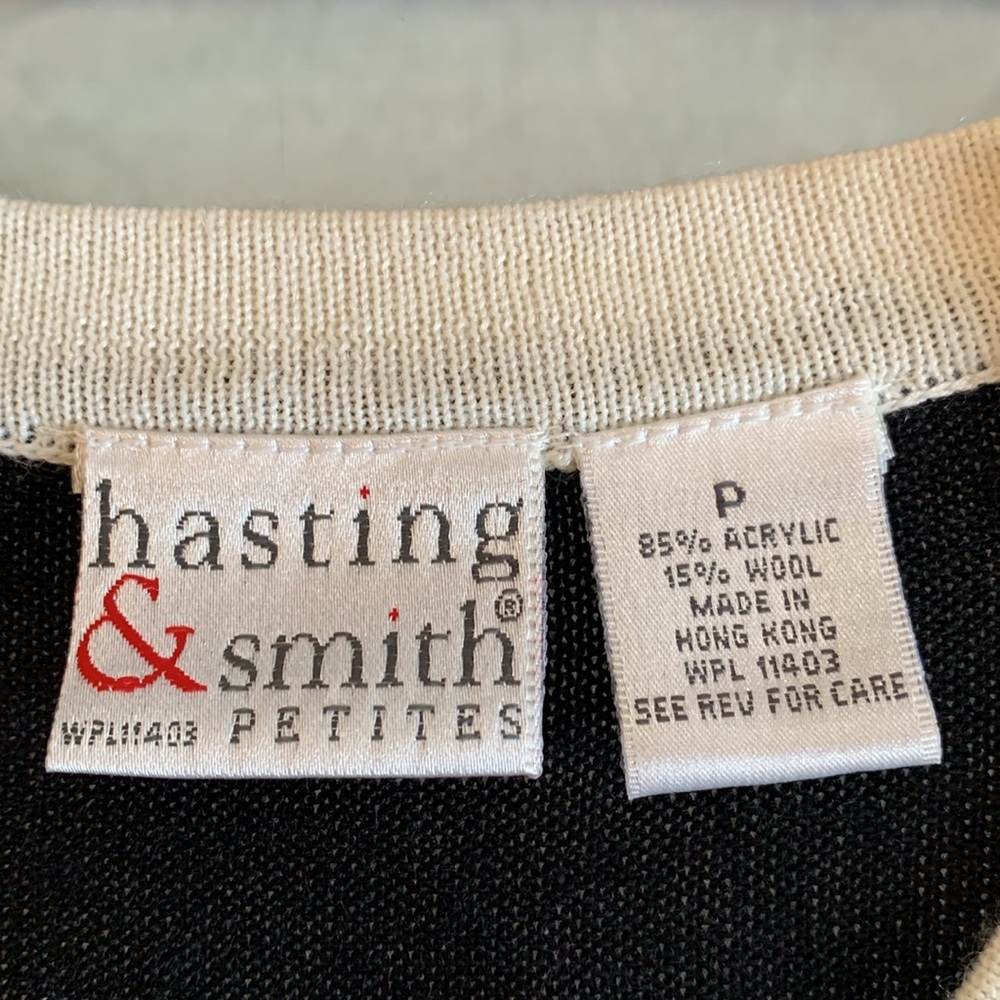 hasting
& smith®
WPL11403 PETITES
P
85% ACRYLIC
15% WOOL
MADE IN
HONG KONG
WPL 11403
SEE REV FOR CARE